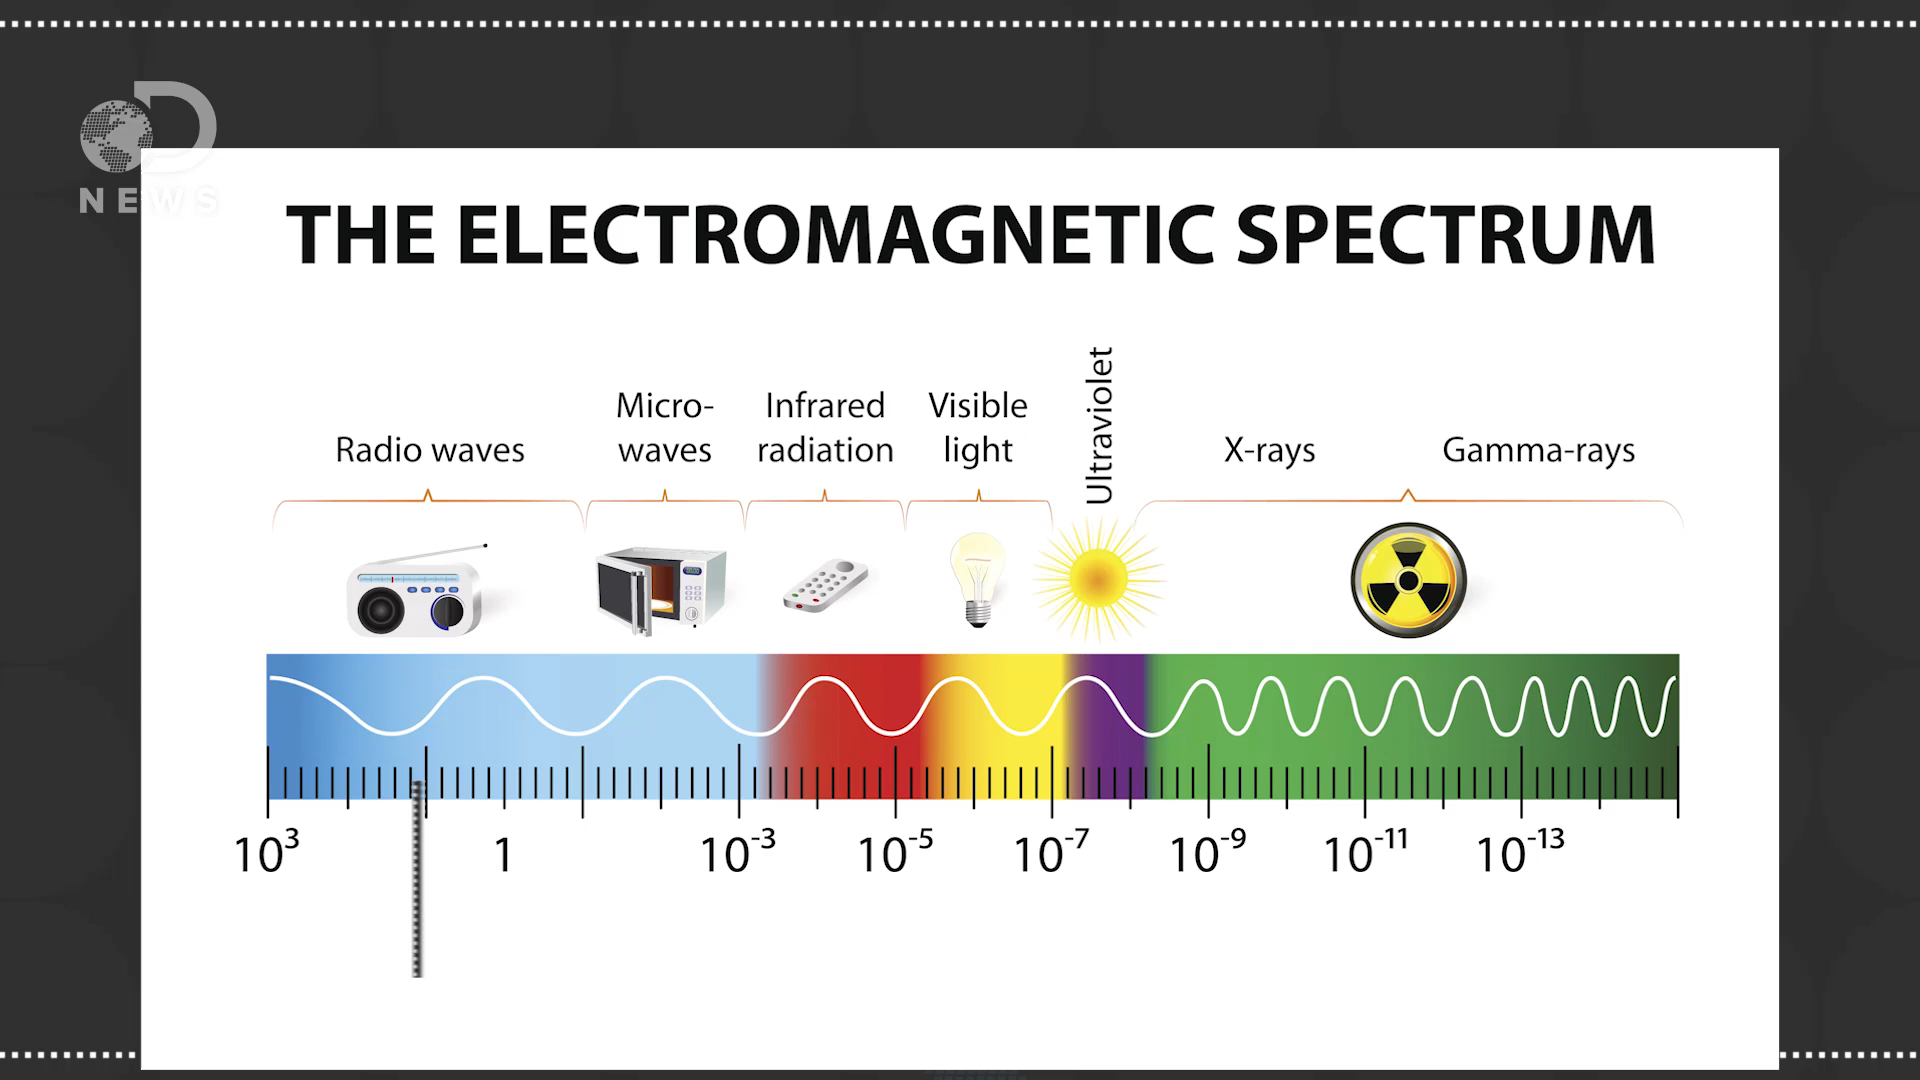 NEWS
THE ELECTROMAGNETIC SPECTRUM
Radio waves
Micro-
waves
Infrared
radiation
Visible
light
Ultraviolet
X-rays
Gamma-rays
10³
1
10⁻³
10⁻⁵
10⁻⁷
10⁻⁹
10⁻¹¹
10⁻¹³